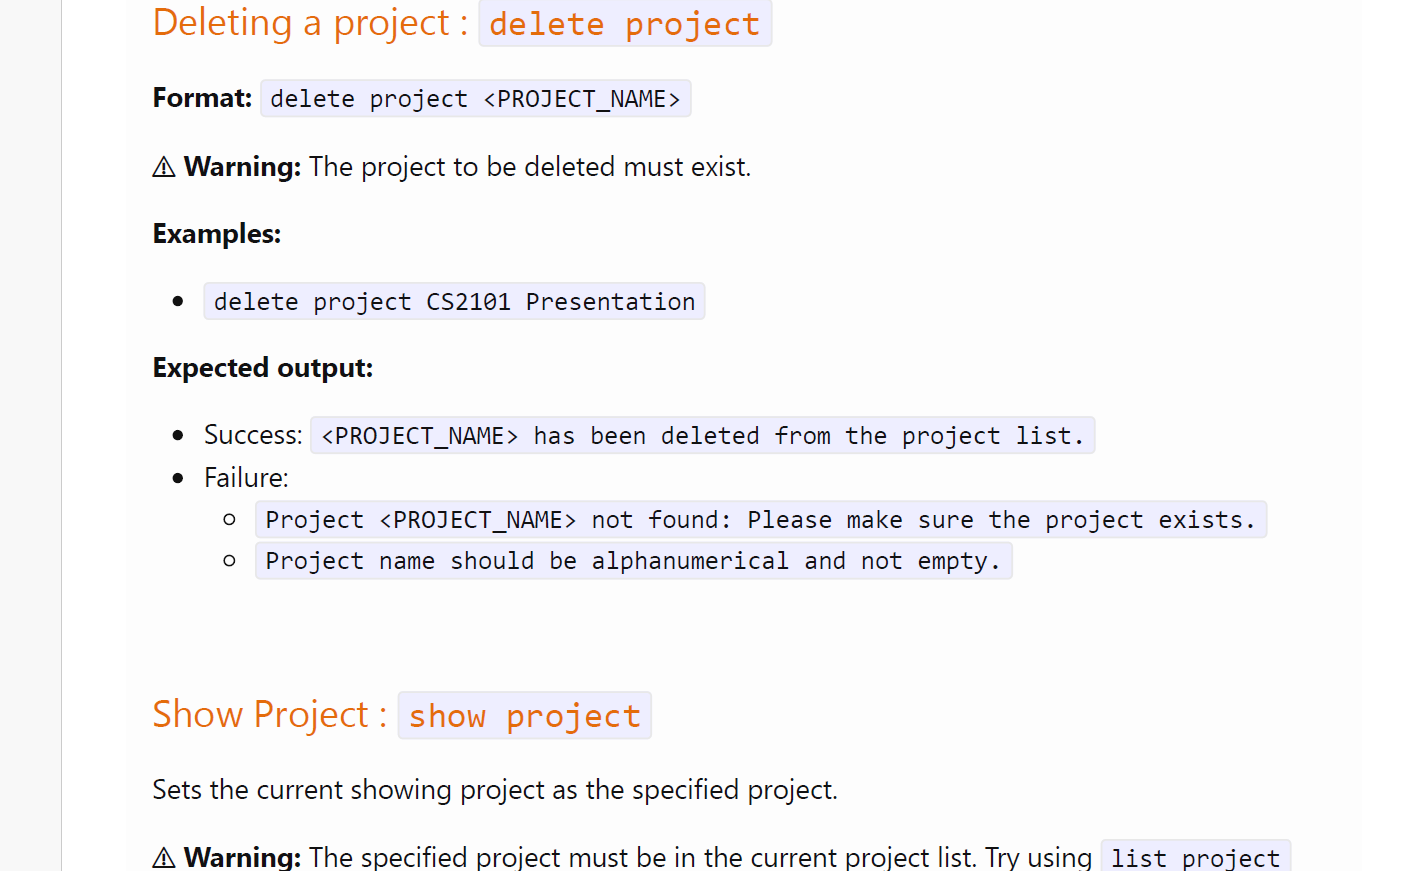 Deleting a project : delete project
Format: delete project <PROJECT_NAME>
⚠ Warning: The project to be deleted must exist.
Examples:
• delete project CS2101 Presentation
Expected output:
• Success: <PROJECT_NAME> has been deleted from the project list.
• Failure:
○ Project <PROJECT_NAME> not found: Please make sure the project exists.
○ Project name should be alphanumerical and not empty.
Show Project : show project
Sets the current showing project as the specified project.
⚠ Warning: The specified project must be in the current project list. Try using list project